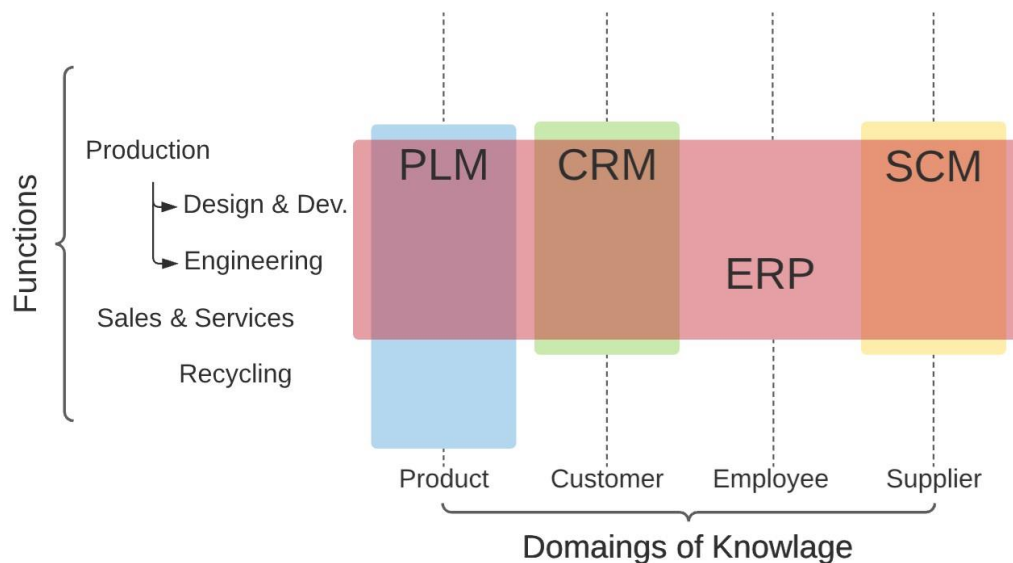 Functions
Production
Design & Dev.
Engineering
Sales & Services
Recycling
PLM
CRM
SCM
ERP
Product
Customer
Employee
Supplier
Domaings of Knowlage